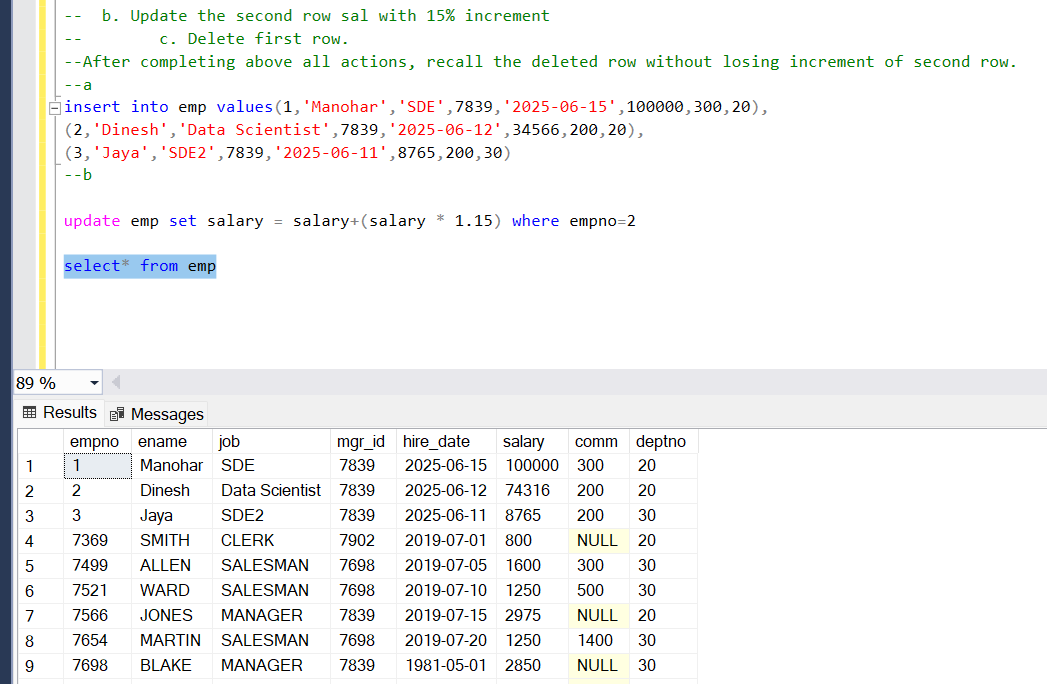 -- b. Update the second row sal with 15% increment
-- c. Delete first row.
--After completing above all actions, recall the deleted row without losing increment of second row.
--a
insert into emp values(1,'Manohar','SDE',7839,'2025-06-15',100000,300,20),
(2,'Dinesh','Data Scientist',7839,'2025-06-12',34566,200,20),
(3,'Jaya','SDE2',7839,'2025-06-11',8765,200,30)
--b
update emp set salary = salary+(salary * 1.15) where empno=2
select* from emp
89 %
Results Messages
empno ename job mgr_id hire_date salary comm deptno
1 1 Manohar SDE 7839 2025-06-15 100000 300 20
2 2 Dinesh Data Scientist 7839 2025-06-12 74316 200 20
3 3 Jaya SDE2 7839 2025-06-11 8765 200 30
4 7369 SMITH CLERK 7902 2019-07-01 800 NULL 20
5 7499 ALLEN SALESMAN 7698 2019-07-05 1600 300 30
6 7521 WARD SALESMAN 7698 2019-07-10 1250 500 30
7 7566 JONES MANAGER 7839 2019-07-15 2975 NULL 20
8 7654 MARTIN SALESMAN 7698 2019-07-20 1250 1400 30
9 7698 BLAKE MANAGER 7839 1981-05-01 2850 NULL 30